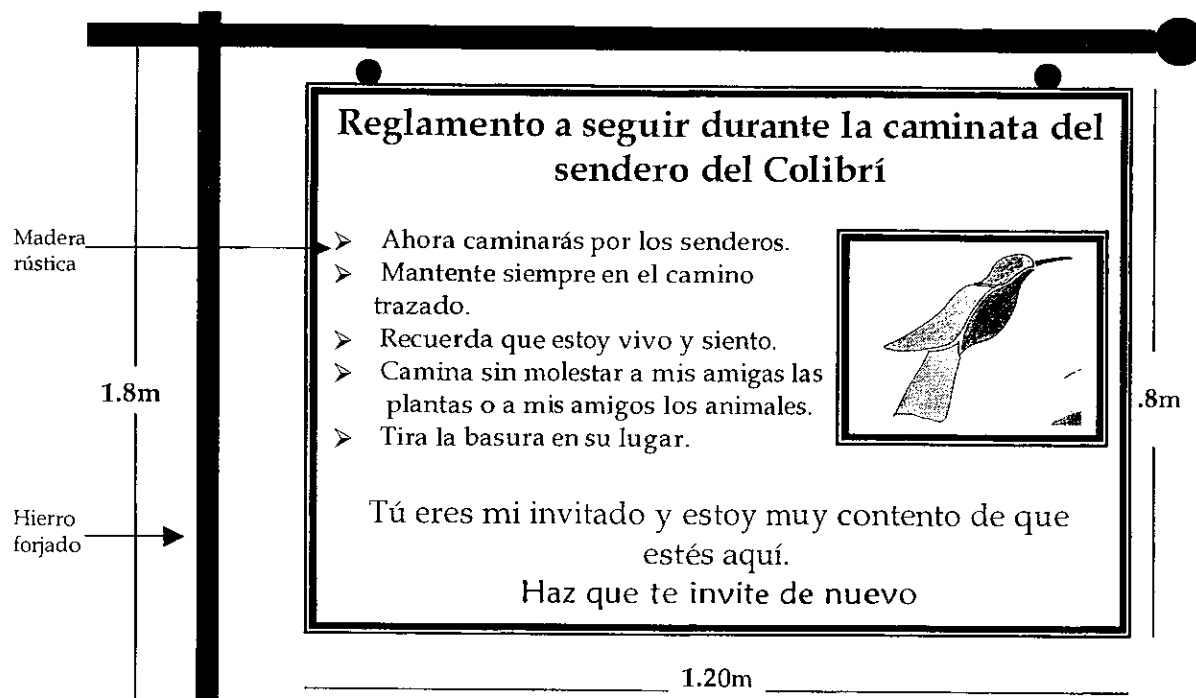 Reglamento a seguir durante la caminata del
sendero del Colibrí
Madera
rústica
➢ Ahora caminarás por los senderos.
➢ Mantente siempre en el camino
trazado.
➢ Recuerda que estoy vivo y siento.
➢ Camina sin molestar a mis amigas las
plantas o a mis amigos los animales.
➢ Tira la basura en su lugar.
1.8m
.8m
Hierro
forjado
Tú eres mi invitado y estoy muy contento de que
estés aquí.
Haz que te invite de nuevo
1.20m